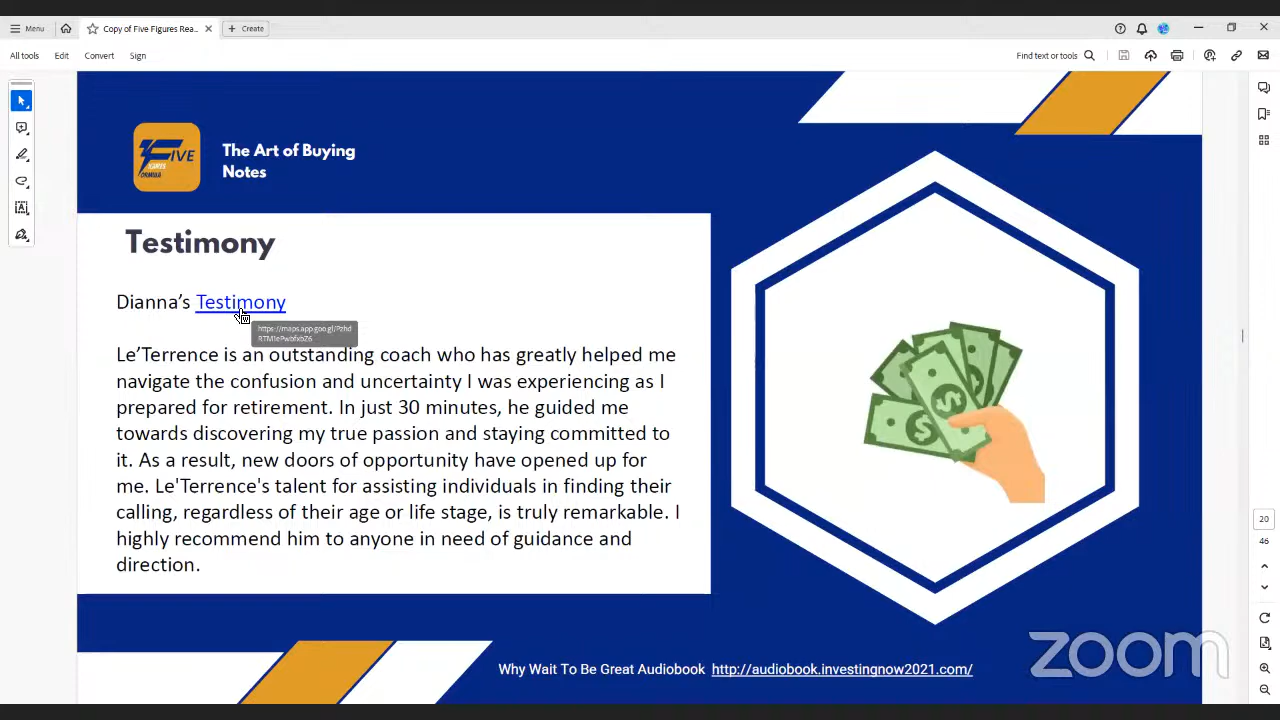 Menu
Copy of Five Figures Rea...
Create
All tools
Edit
Convert
Sign
Find text or tools
FIVE
The Art of Buying
Notes
Testimony
Dianna’s Testimony
Le’Terrence is an outstanding coach who has greatly helped me
navigate the confusion and uncertainty I was experiencing as I
prepared for retirement. In just 30 minutes, he guided me
towards discovering my true passion and staying committed to
it. As a result, new doors of opportunity have opened up for
me. Le'Terrence's talent for assisting individuals in finding their
calling, regardless of their age or life stage, is truly remarkable. I
highly recommend him to anyone in need of guidance and
direction.
20
46
zoom
Why Wait To Be Great Audiobook http://audiobook.investingnow2021.com/